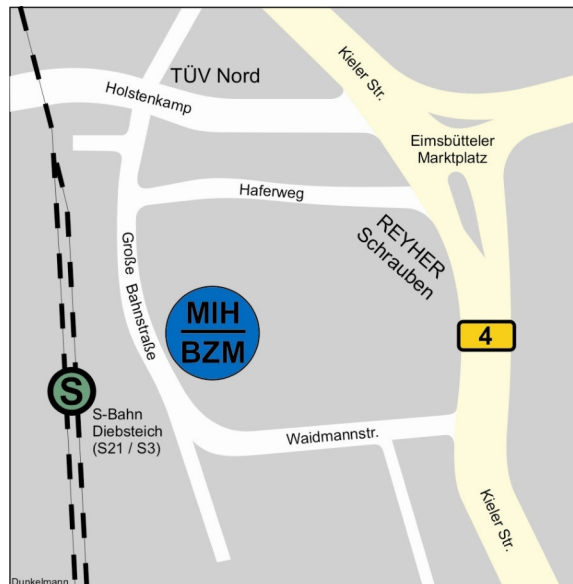 TÜV Nord
Kieler Str.
Holstenkamp
Eimsbütteler
Marktplatz
Haferweg
REYHER
Schrauben
Große Bahnstraße
MIH
BZM
4
S
S-Bahn
Diebsteich
(S21 / S3)
Waidmannstr.
Kieler Str.
Dunkelmann